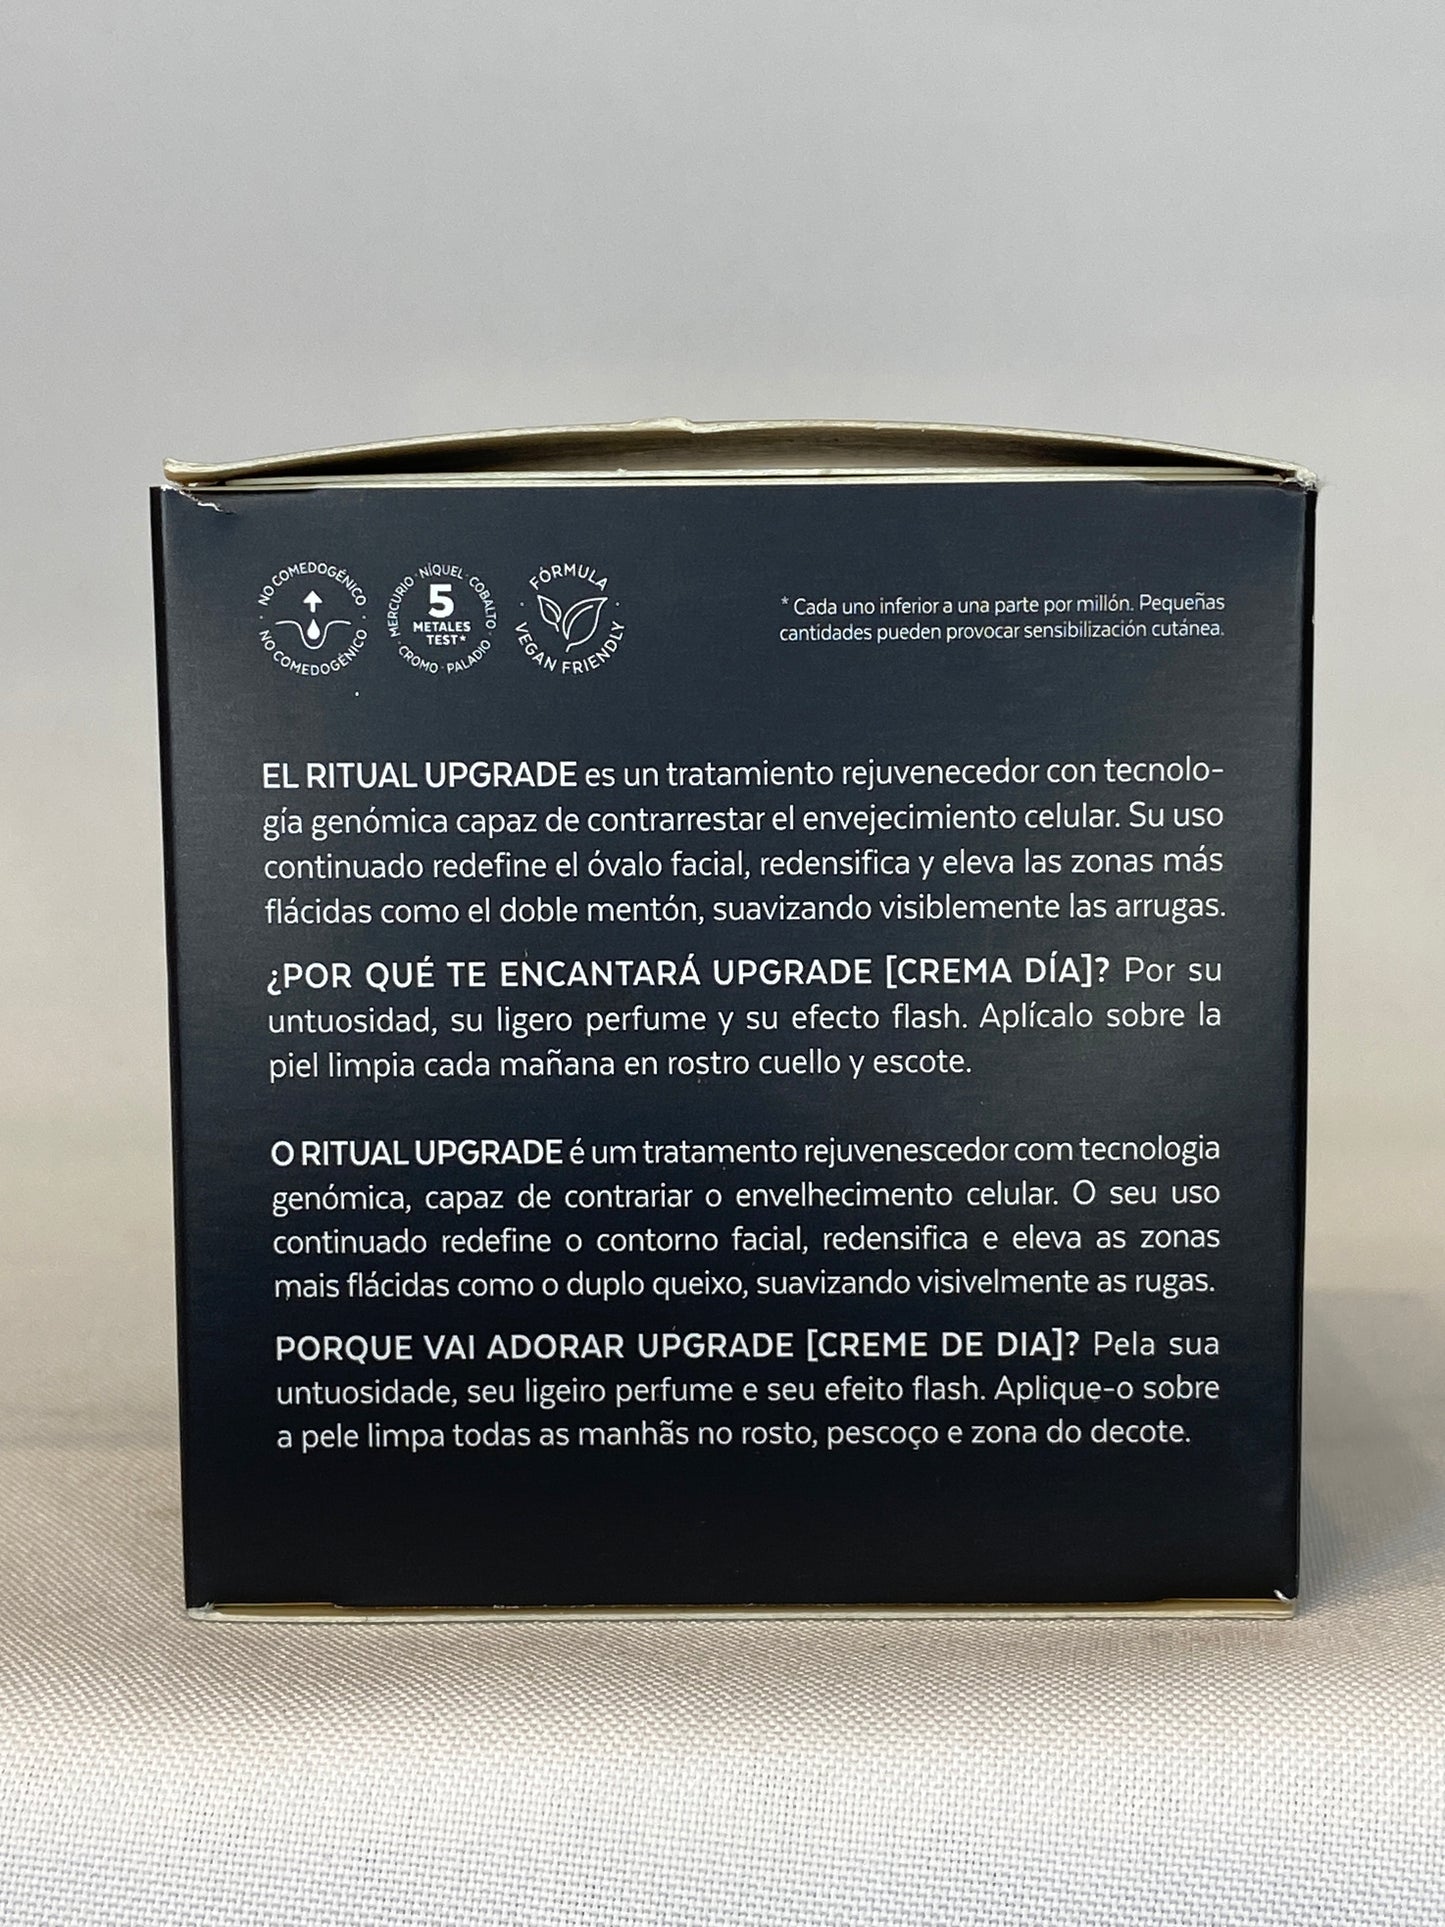 · NO COMEDOGÉNICO ·
NO COMEDOGÉNICO
MERCURIO · NÍQUEL · COBALTO
5
METALES
TEST*
· CROMO · PALADIO ·
· FÓRMULA ·
VEGAN FRIENDLY
* Cada uno inferior a una parte por millón. Pequeñas
cantidades pueden provocar sensibilización cutánea.
EL RITUAL UPGRADE es un tratamiento rejuvenecedor con tecnolo-
gía genómica capaz de contrarrestar el envejecimiento celular. Su uso
continuado redefine el óvalo facial, redensifica y eleva las zonas más
flácidas como el doble mentón, suavizando visiblemente las arrugas.
¿POR QUÉ TE ENCANTARÁ UPGRADE [CREMA DÍA]? Por su
untuosidad, su ligero perfume y su efecto flash. Aplícalo sobre la
piel limpia cada mañana en rostro cuello y escote.
O RITUAL UPGRADE é um tratamento rejuvenescedor com tecnologia
genómica, capaz de contrariar o envelhecimento celular. O seu uso
continuado redefine o contorno facial, redensifica e eleva as zonas
mais flácidas como o duplo queixo, suavizando visivelmente as rugas.
PORQUE VAI ADORAR UPGRADE [CREME DE DIA]? Pela sua
untuosidade, seu ligeiro perfume e seu efeito flash. Aplique-o sobre
a pele limpa todas as manhãs no rosto, pescoço e zona do decote.